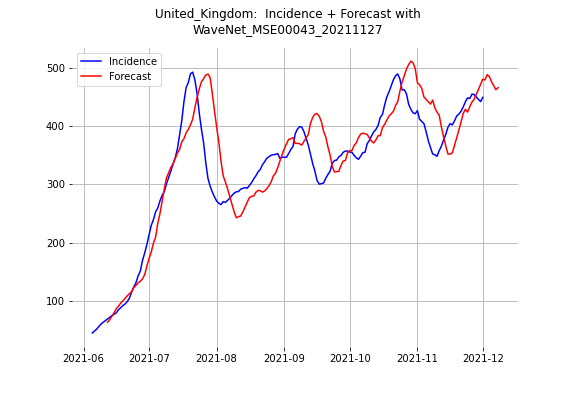 United_Kingdom:  Incidence + Forecast with
WaveNet_MSE00043_20211127
Incidence
Forecast
500
400
300
200
100
2021-06 2021-07 2021-08 2021-09 2021-10 2021-11 2021-12